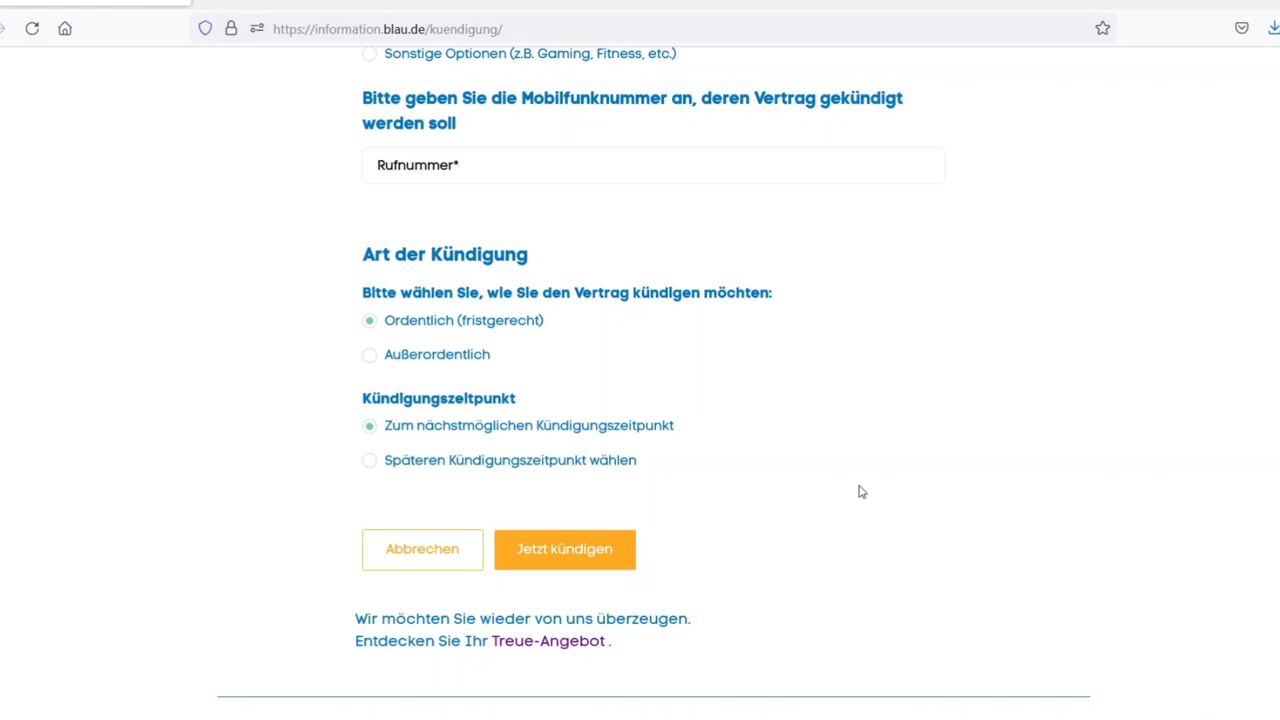 https://information.blau.de/kuendigung/
Sonstige Optionen (z.B. Gaming, Fitness, etc.)
Bitte geben Sie die Mobilfunknummer an, deren Vertrag gekündigt
werden soll
Rufnummer*
Art der Kündigung
Bitte wählen Sie, wie Sie den Vertrag kündigen möchten:
Ordentlich (fristgerecht)
Außerordentlich
Kündigungszeitpunkt
Zum nächstmöglichen Kündigungszeitpunkt
Späteren Kündigungszeitpunkt wählen
Abbrechen Jetzt kündigen
Wir möchten Sie wieder von uns überzeugen.
Entdecken Sie Ihr Treue-Angebot .